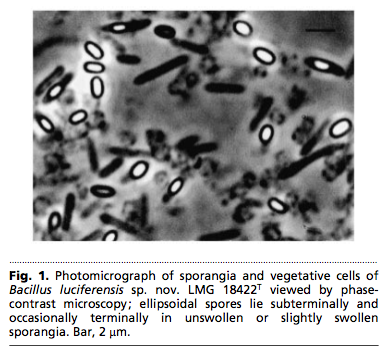 Fig. 1. Photomicrograph of sporangia and vegetative cells of
Bacillus luciferensis sp. nov. LMG 18422ᵀ viewed by phase-
contrast microscopy; ellipsoidal spores lie subterminally and
occasionally terminally in unswollen or slightly swollen
sporangia. Bar, 2 μm.